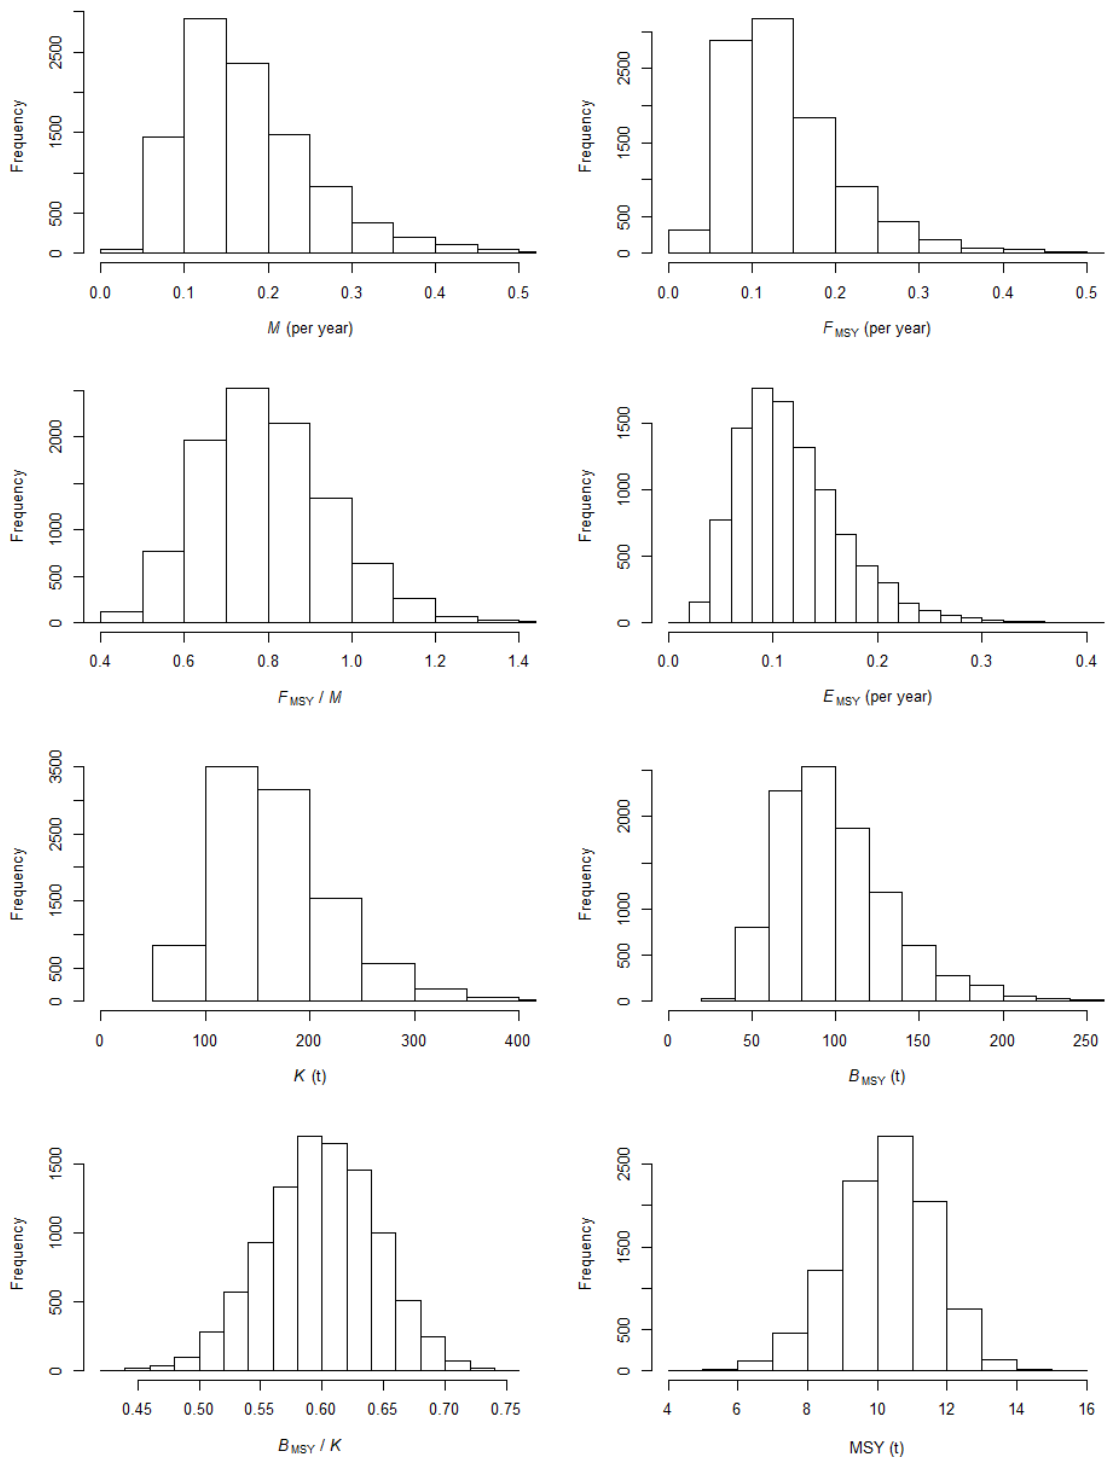 Frequency
0 500 1500 2500
0.0 0.1 0.2 0.3 0.4 0.5
M (per year)
Frequency
0 500 1500 2500
0.0 0.1 0.2 0.3 0.4 0.5
FMSY (per year)
Frequency
0 500 1000 2000
0.4 0.6 0.8 1.0 1.2 1.4
FMSY / M
Frequency
0 500 1000 1500
0.0 0.1 0.2 0.3 0.4
EMSY (per year)
Frequency
0 500 1500 2500 3500
0 100 200 300 400
K (t)
Frequency
0 500 1000 2000
0 50 100 150 200 250
BMSY (t)
Frequency
0 500 1000 1500
0.45 0.50 0.55 0.60 0.65 0.70 0.75
BMSY / K
Frequency
0 500 1500 2500
4 6 8 10 12 14 16
MSY (t)